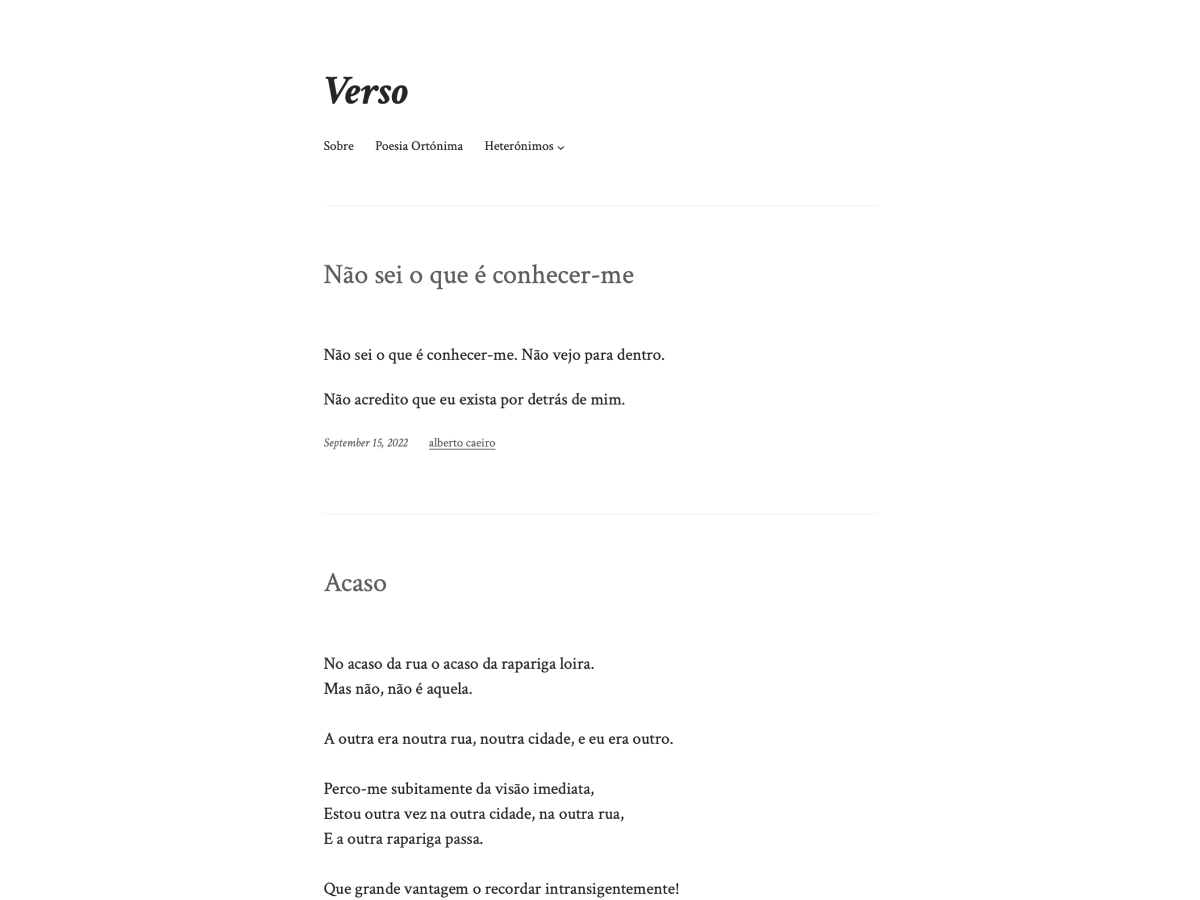 Verso
Sobre Poesia Ortónima Heterónimos
Não sei o que é conhecer-me
Não sei o que é conhecer-me. Não vejo para dentro.
Não acredito que eu exista por detrás de mim.
September 15, 2022 alberto caeiro
Acaso
No acaso da rua o acaso da rapariga loira.
Mas não, não é aquela.
A outra era noutra rua, noutra cidade, e eu era outro.
Perco-me subitamente da visão imediata,
Estou outra vez na outra cidade, na outra rua,
E a outra rapariga passa.
Que grande vantagem o recordar intransigentemente!